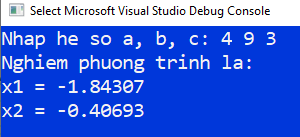 Select Microsoft Visual Studio Debug Console
Nhap he so a, b, c: 4 9 3
Nghiem phuong trinh la:
x1 = -1.84307
x2 = -0.40693